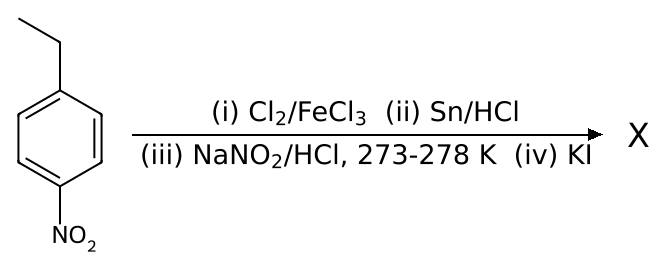 (i) Cl₂/FeCl₃ (ii) Sn/HCl
(iii) NaNO₂/HCl, 273-278 K (iv) KI
X
NO₂